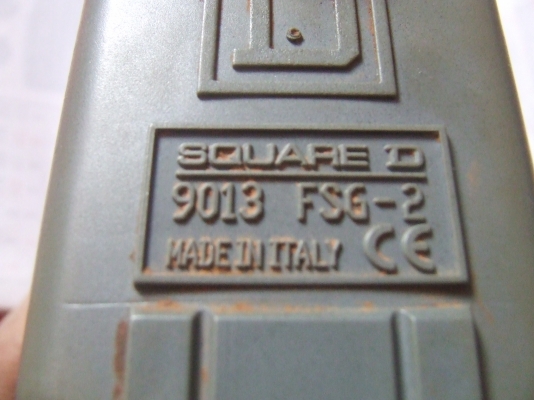 D
SQUARE D
9013 FSG-2
MADE IN ITALY CE